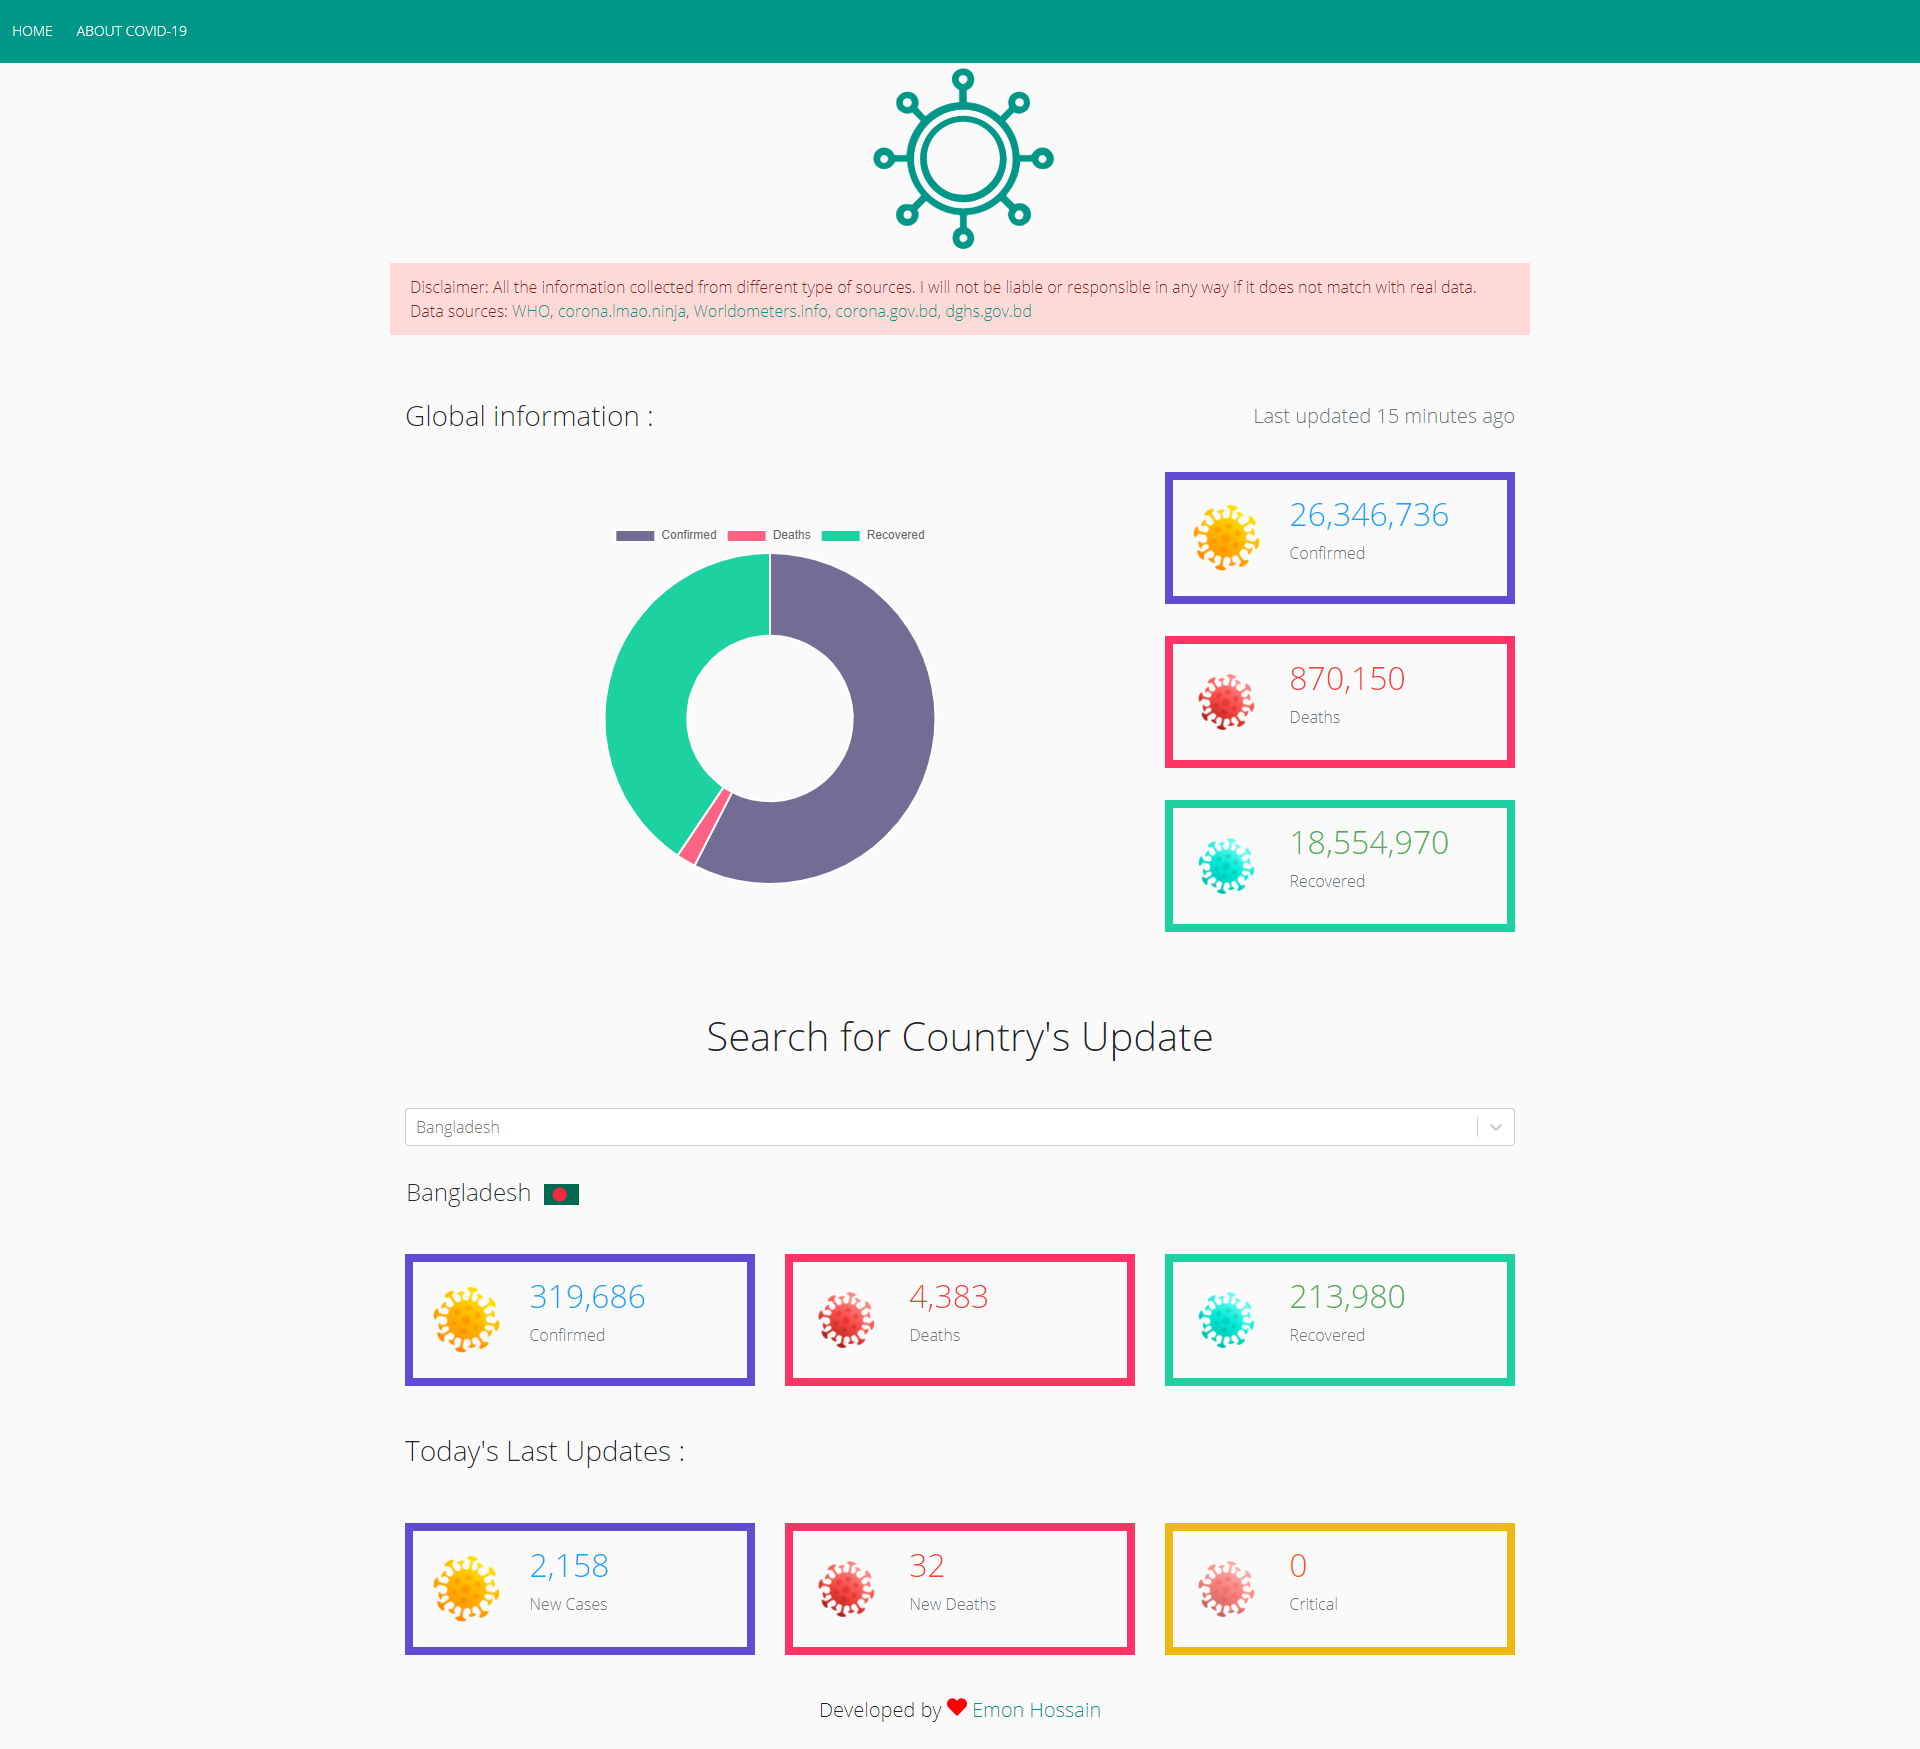 HOME ABOUT COVID-19
Disclaimer: All the information collected from different type of sources. I will not be liable or responsible in any way if it does not match with real data.
Data sources: WHO, corona.lmao.ninja, Worldometers.info, corona.gov.bd, dghs.gov.bd
Global information :
Last updated 15 minutes ago
Confirmed Deaths Recovered
26,346,736
Confirmed
870,150
Deaths
18,554,970
Recovered
Search for Country's Update
Bangladesh
Bangladesh
319,686
Confirmed
4,383
Deaths
213,980
Recovered
Today's Last Updates :
2,158
New Cases
32
New Deaths
0
Critical
Developed by Emon Hossain